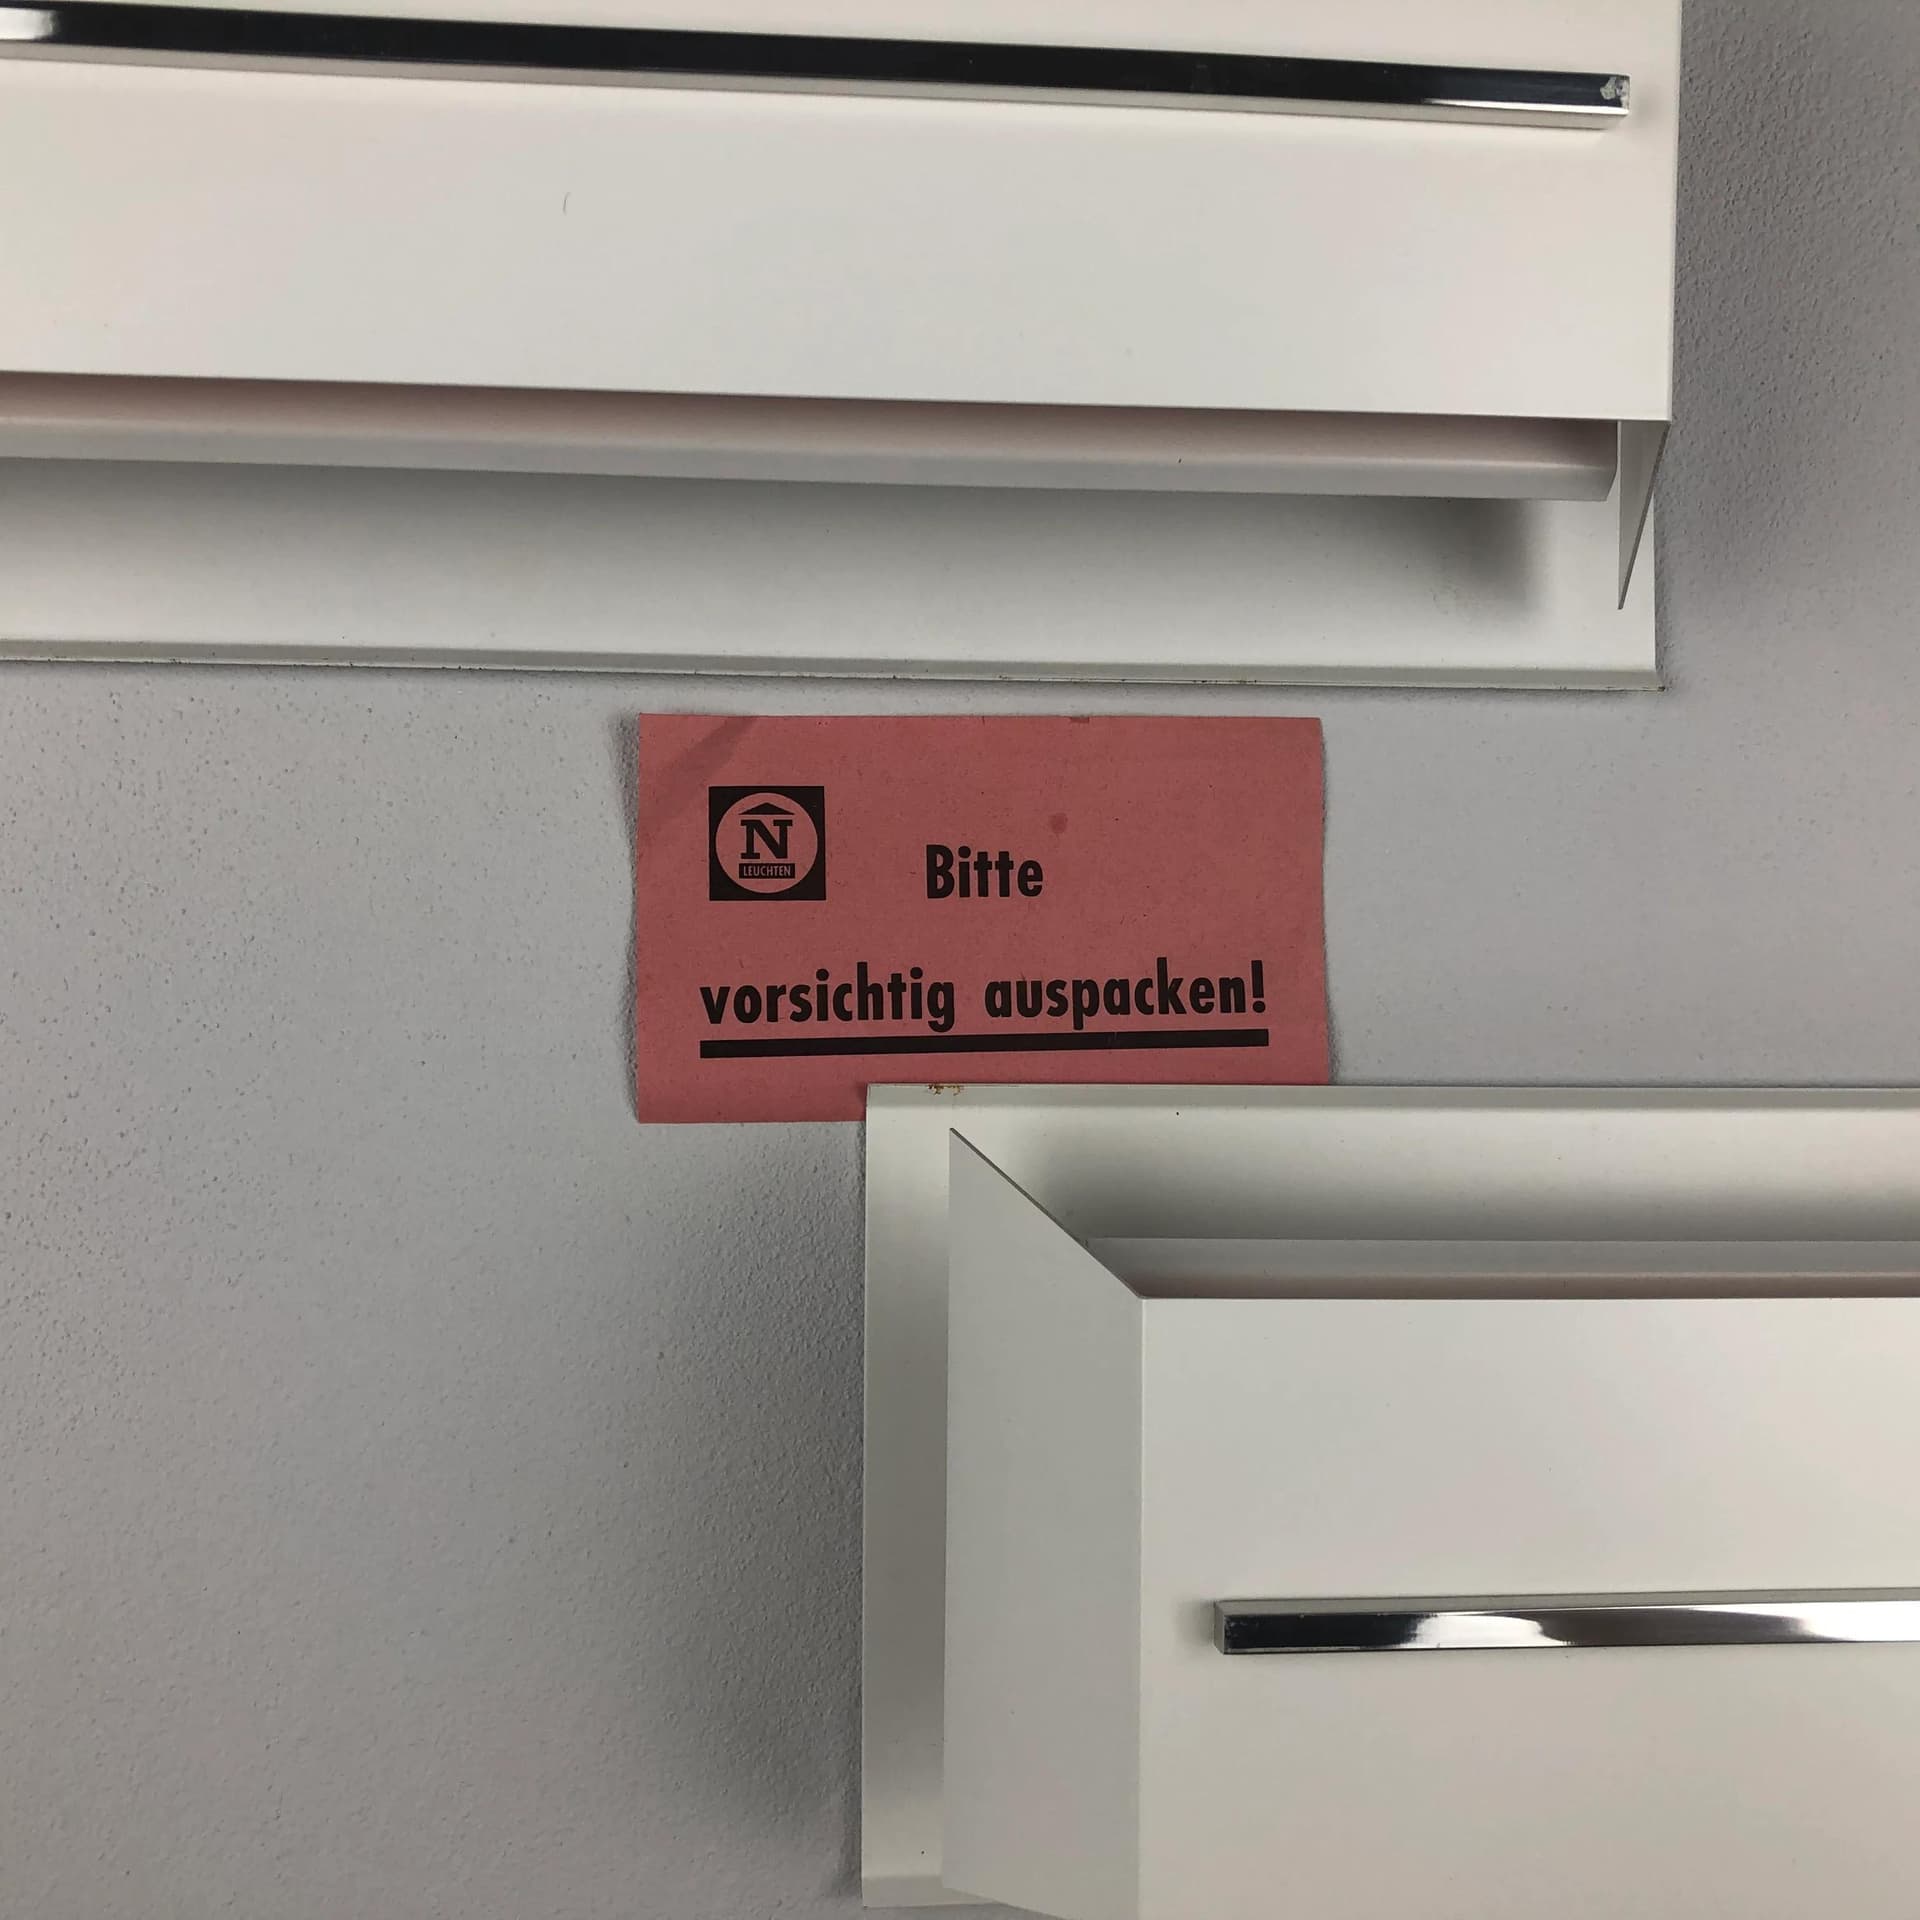 N
LEUCHTEN
Bitte
vorsichtig auspacken!